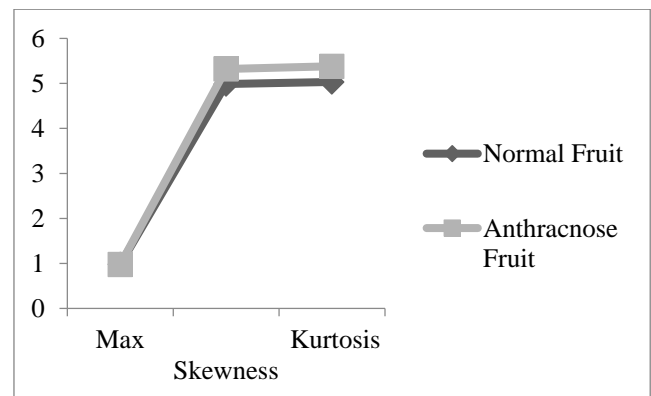 6
5
4
3
2
1
0
Max
Skewness
Kurtosis
Normal Fruit
Anthracnose
Fruit